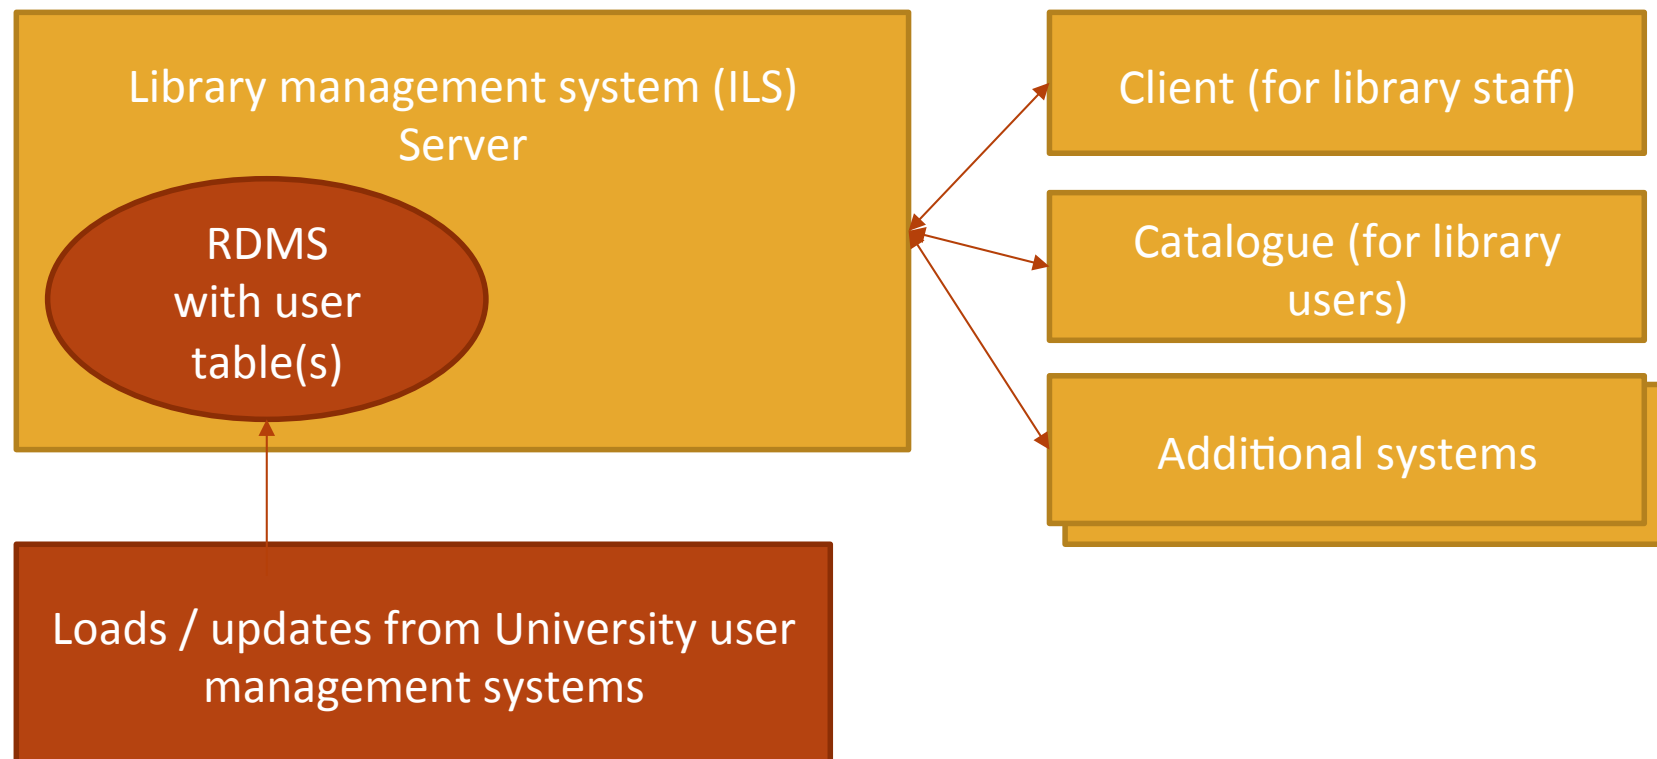 Library management system (ILS)
Server
RDMS
with user
table(s)
Loads / updates from University user
management systems
Client (for library staff)
Catalogue (for library
users)
Additional systems